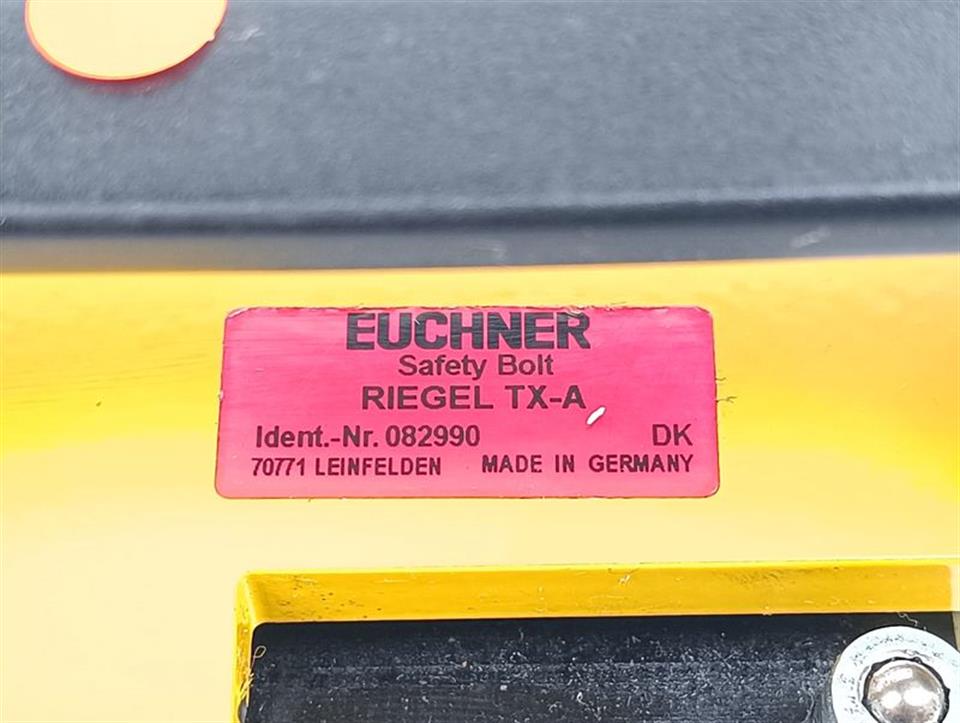 EUCHNER
Safety Bolt
RIEGEL TX-A
Ident.-Nr. 082990 DK
70771 LEINFELDEN MADE IN GERMANY